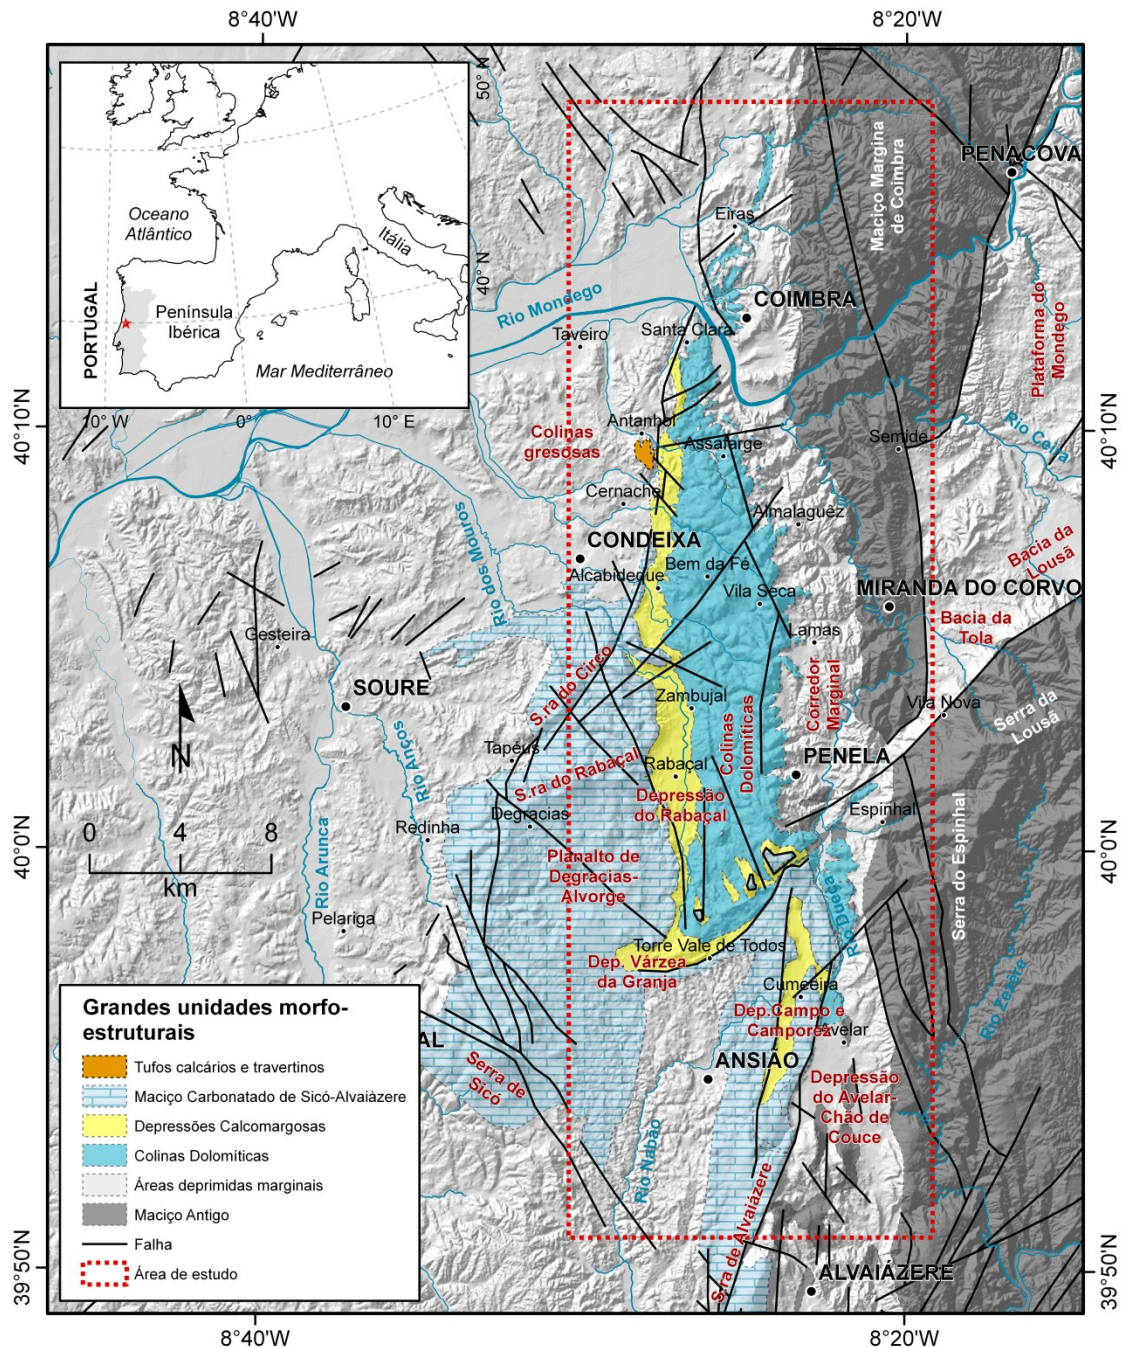 8°40'W
8°20'W
50° N
40° N
Oceano
Atlântico
Itália
PORTUGAL
Península
Ibérica
Mar Mediterrâneo
10° W
0°
10° E
PENACOVA
Maciço Margina
de Coimbra
Eiras
COIMBRA
Rio Mondego
Santa Clara
Taveiro
Plataforma do
Mondego
40°10'N
40°10'N
Antanhol
Colinas
gresosas
Assafarge
Semide
Rio Ceira
Cernache
Almalaguêz
Rio dos Mouros
CONDEIXA
Bacia da
Lousã
Alcabideque
Bem da Fé
Vila Seca
MIRANDA DO CORVO
Bacia da
Tola
Gesteira
Lamas
S.ra do Circo
Corredor
Marginal
SOURE
Zambujal
Vila Nova
Serra da
Lousã
Colinas
Dolomíticas
N
Rio Anços
Tapéus
S.ra do Rabaçal
Rabaçal
PENELA
Depressão
do Rabaçal
Degracias
Espinhal
0
4
8
km
Redinha
Rio Arunca
40°0'N
40°0'N
Planalto de
Degracias-
Alvorge
Serra do Espinhal
Pelariga
Rio Dueça
Torre Vale de Todos
Dep. Várzea
da Granja
Cumeeira
Rio Zezêre
Dep.Campo e
Camporez
Avelar
AL
ANSIÃO
Serra de
Sicó
Depressão
do Avelar-
Chão de
Couce
Rio Nabão
S.ra de Alvaiázere
ALVAIÁZERE
39°50'N
39°50'N
Grandes unidades morfo-
estruturais
Tufos calcários e travertinos
Maciço Carbonatado de Sicó-Alvaiàzere
Depressões Calcomargosas
Colinas Dolomíticas
Áreas deprimidas marginais
Maciço Antigo
Falha
Área de estudo
8°40'W
8°20'W